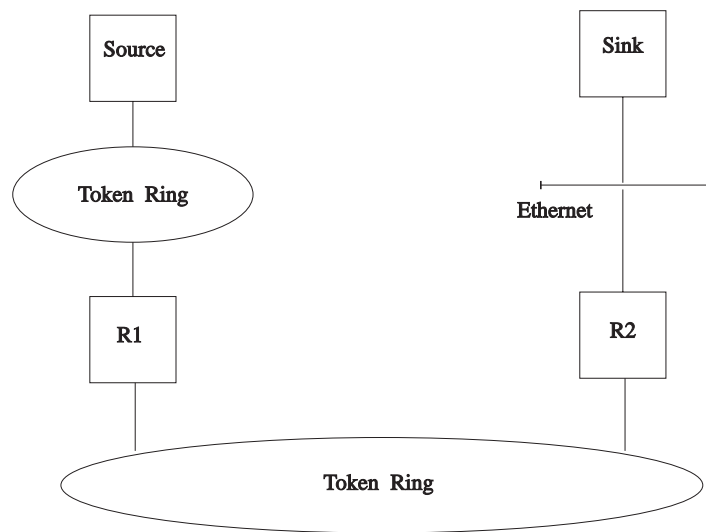 Source
Sink
Token Ring
Ethernet
R1
R2
Token Ring